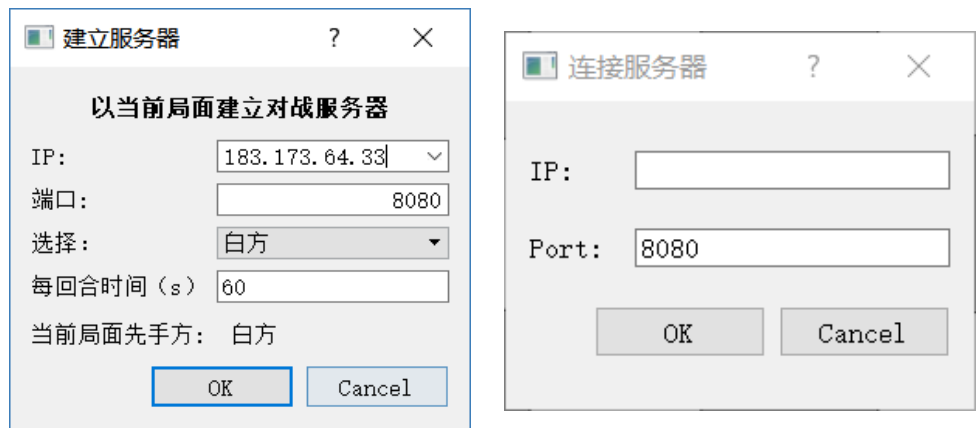 建立服务器
?
以当前局面建立对战服务器
IP: 183.173.64.33
端口: 8080
选择: 白方
每回合时间（s） 60
当前局面先手方: 白方
OK Cancel
连接服务器
?
IP:
Port: 8080
OK Cancel